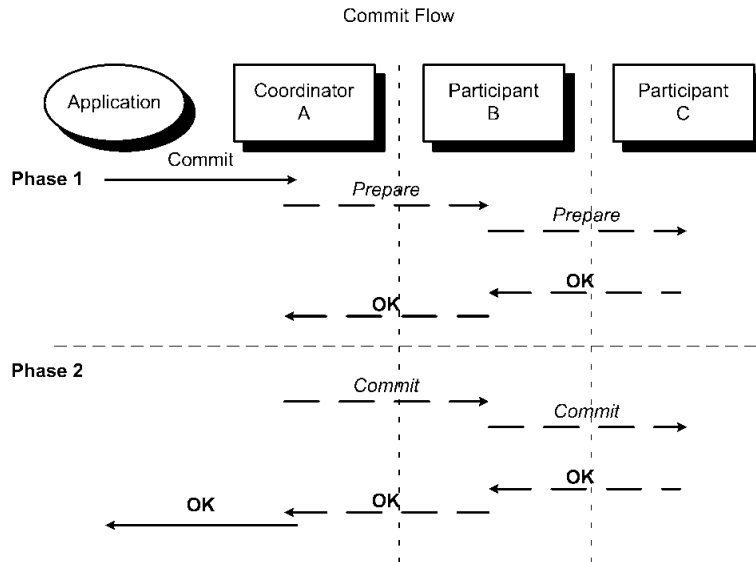 Commit Flow
Application
Coordinator
A
Participant
B
Participant
C
Commit
Phase 1
Prepare
Prepare
OK
OK
Phase 2
Commit
Commit
OK
OK
OK